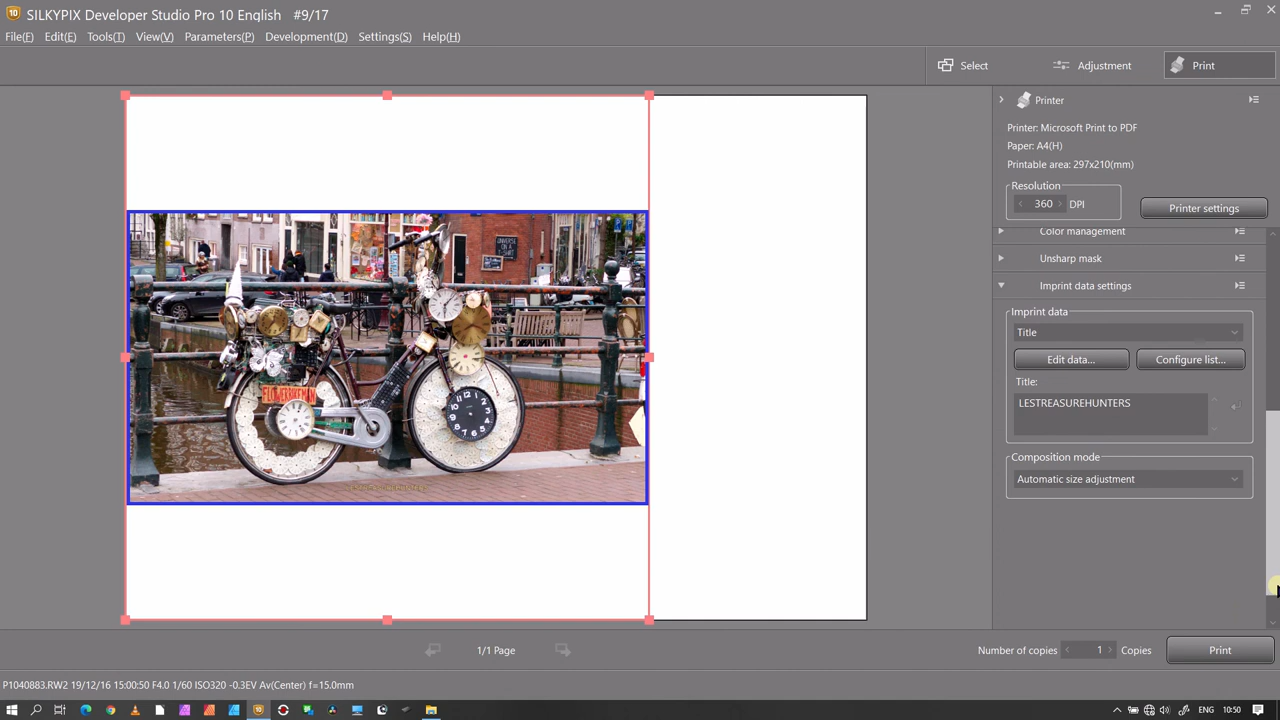 SILKYPIX Developer Studio Pro 10 English   #9/17
File(F) Edit(E) Tools(T) View(V) Parameters(P) Development(D) Settings(S) Help(H)
Select Adjustment Print
Printer
Printer: Microsoft Print to PDF
Paper: A4(H)
Printable area: 297x210(mm)
Resolution
360 DPI
Printer settings
Color management
Unsharp mask
Imprint data settings
Imprint data
Title
Edit data... Configure list...
Title:
LESTREASUREHUNTERS
Composition mode
Automatic size adjustment
1/1 Page
Number of copies 1 Copies
Print
P1040883.RW2 19/12/16 15:00:50 F4.0 1/60 ISO320 -0.3EV Av(Center) f=15.0mm
ENG 10:50